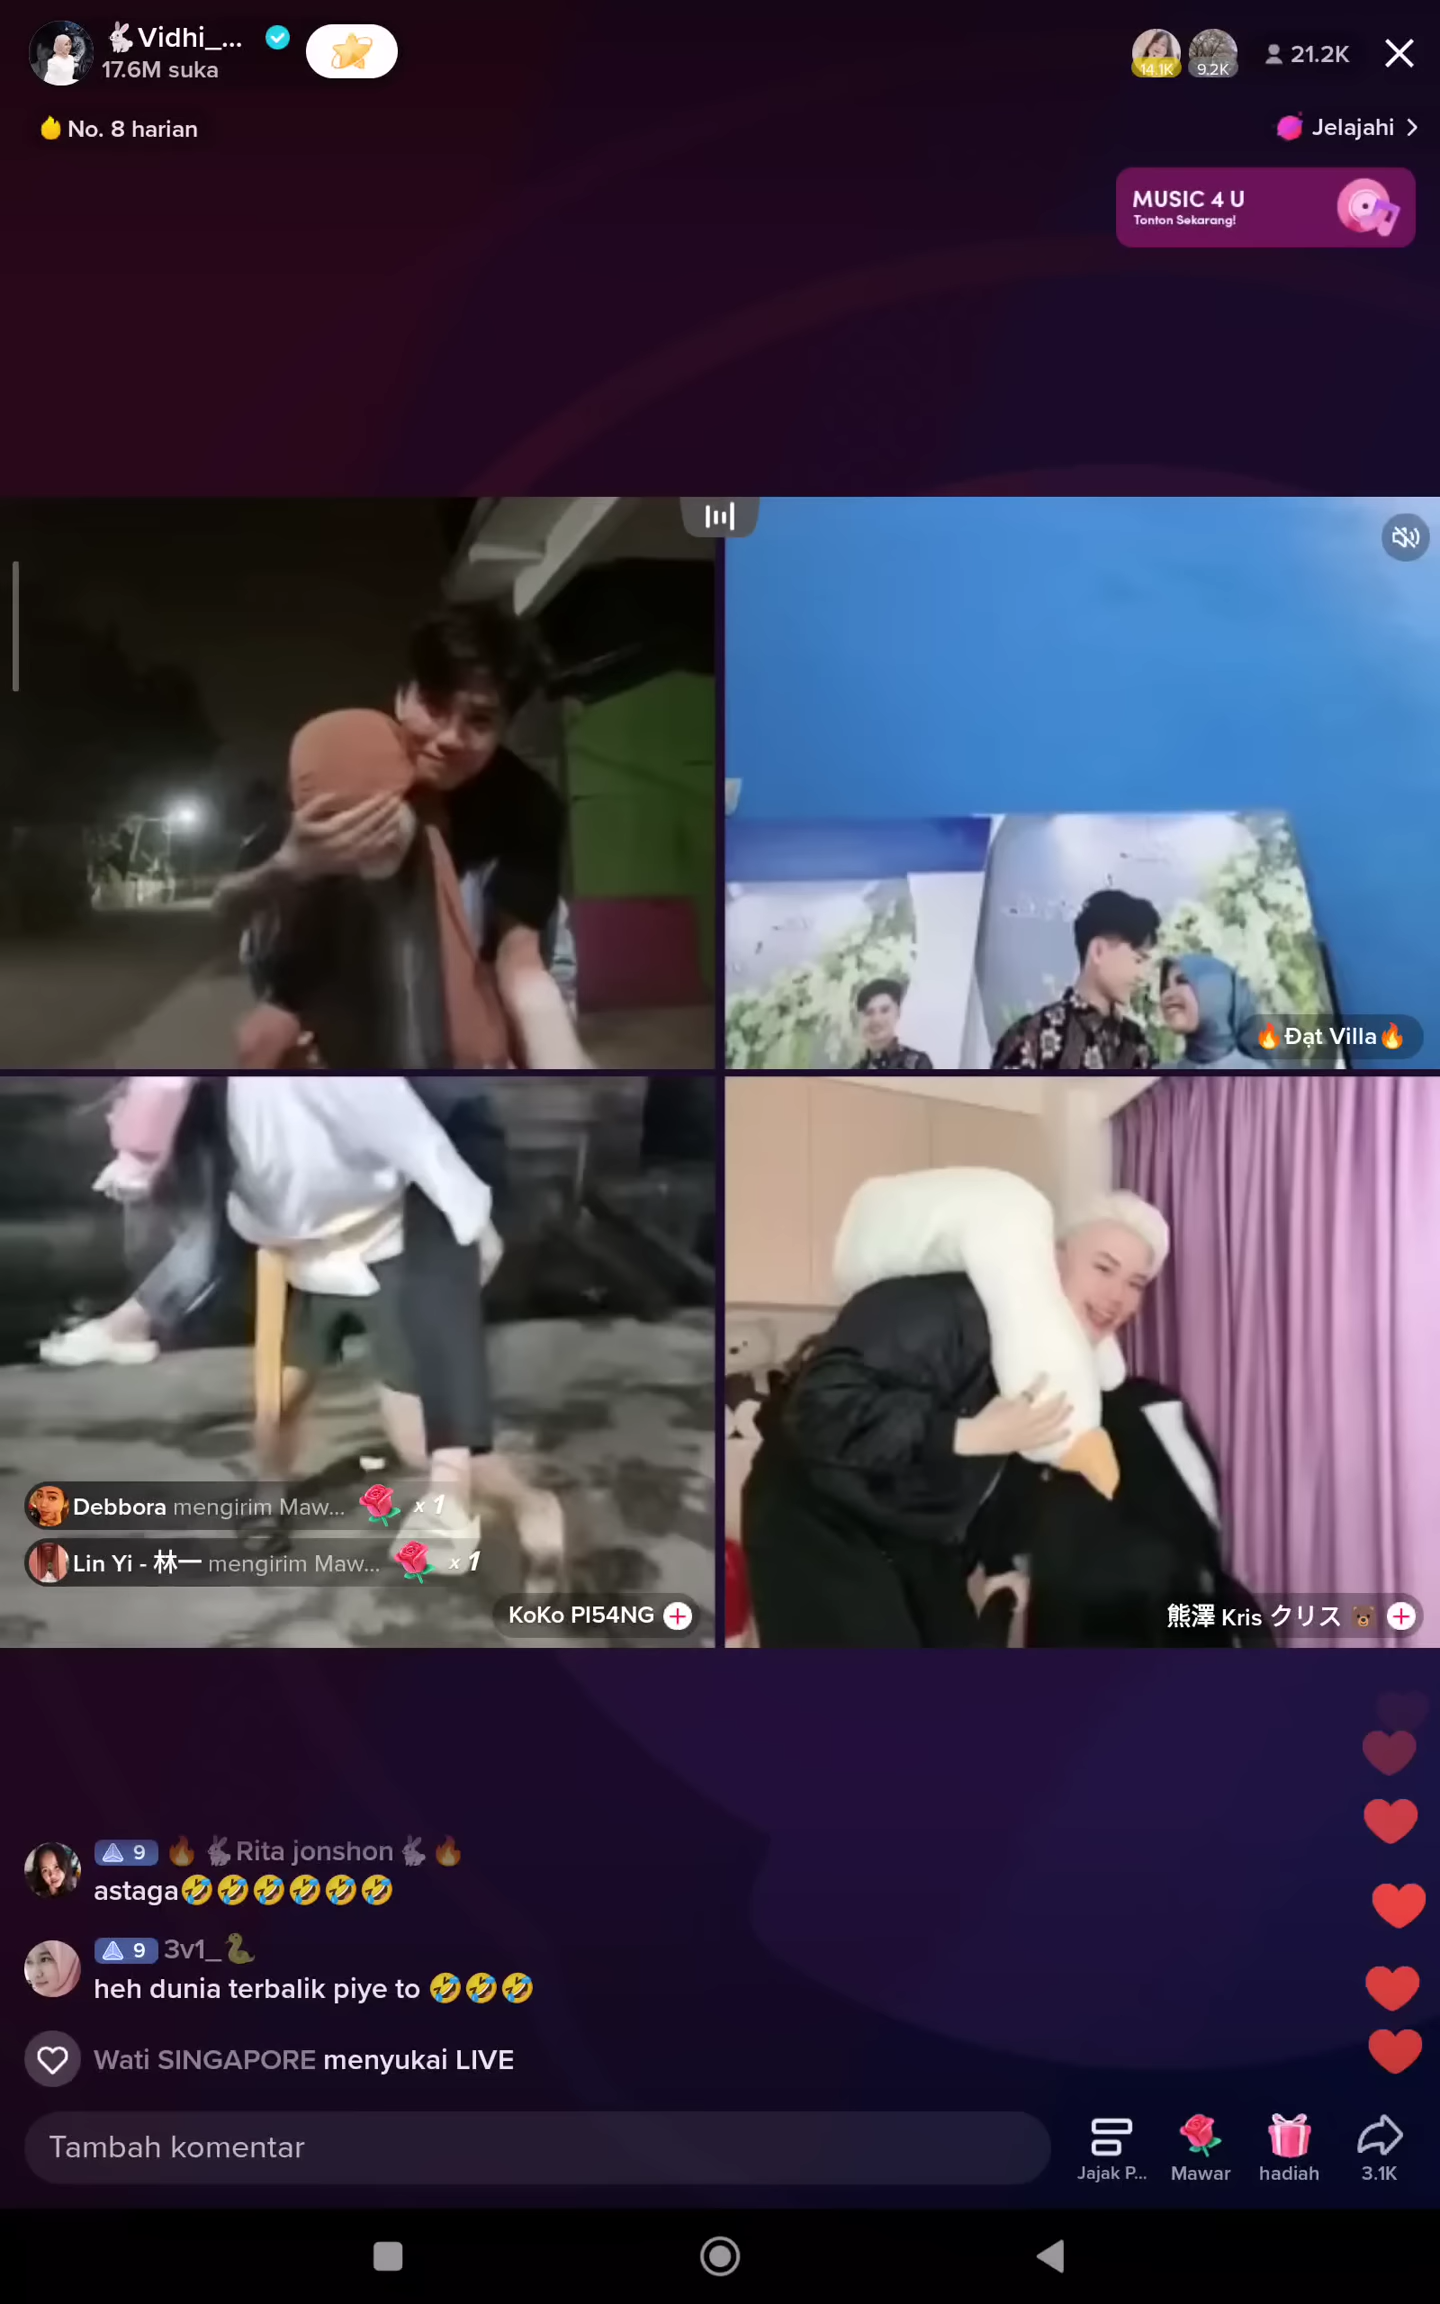 🐇Vidhi_...
17.6M suka
14.1K
9.2K
21.2K
No. 8 harian
Jelajahi
MUSIC 4 U
Tonton Sekarang!
🔥Đạt Villa🔥
Debbora mengirim Maw... x 1
Lin Yi - 林一 mengirim Maw... x 1
KoKo PI54NG
熊澤 Kris クリス 🐻
9 🔥🐇Rita jonshon🐇🔥
astaga🤣🤣🤣🤣🤣🤣
9 3v1_🐍
heh dunia terbalik piye to 🤣🤣🤣
Wati SINGAPORE menyukai LIVE
Tambah komentar
Jajak P...
Mawar
hadiah
3.1K